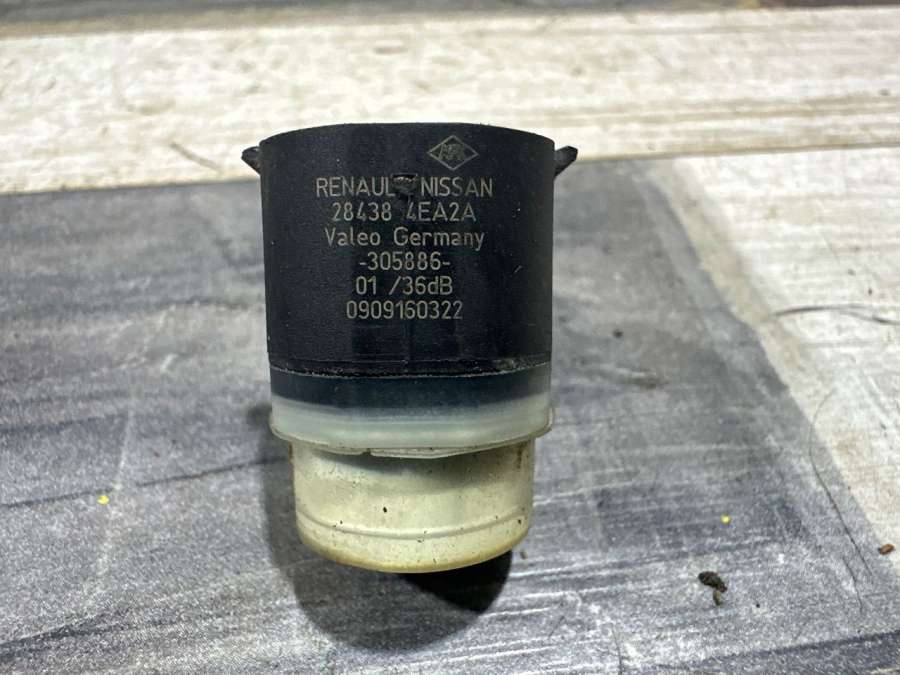 RENAULT NISSAN
28438 4EA2A
Valeo Germany
-305886-
01 /36dB
0909160322